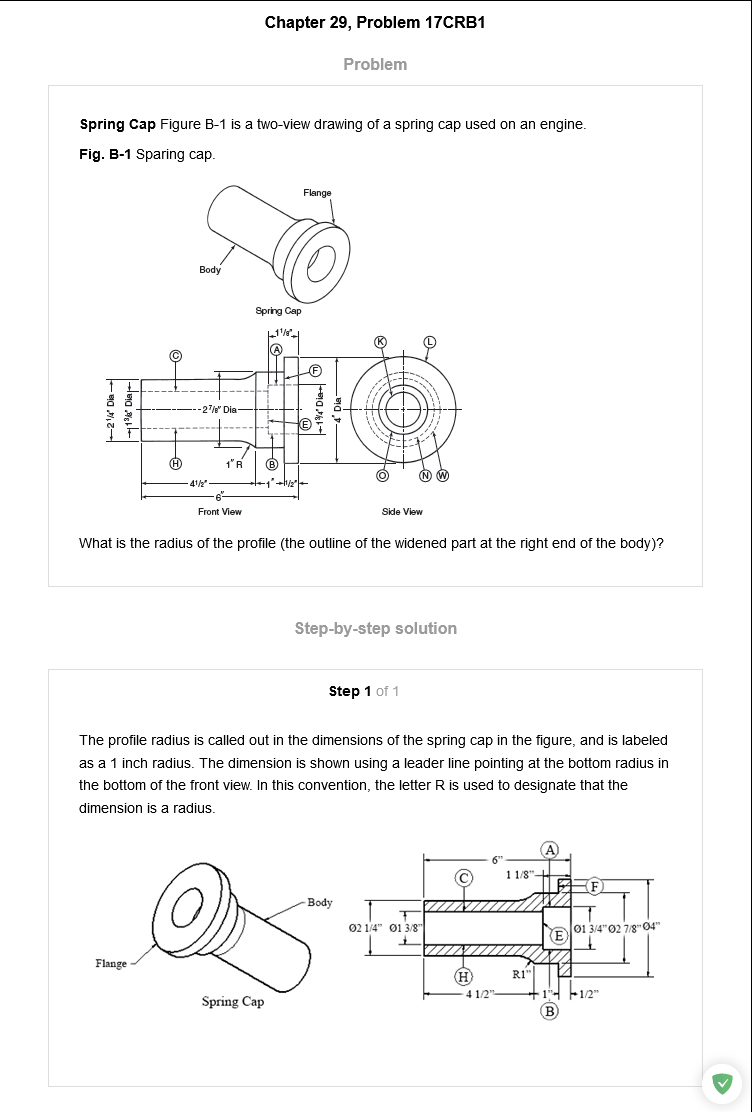 Chapter 29, Problem 17CRB1
Problem
Spring Cap Figure B-1 is a two-view drawing of a spring cap used on an engine.
Fig. B-1 Sparing cap.
Flange
Body
Spring Cap
1 1/8"
A
K
L
C
F
2 1/4" Dia
1 3/8" Dia
2 7/8" Dia
E
1 3/4" Dia
4" Dia
H
1" R
B
O
N
W
4 1/2"
1"
1/2"
6"
Front View
Side View
What is the radius of the profile (the outline of the widened part at the right end of the body)?
Step-by-step solution
Step 1 of 1
The profile radius is called out in the dimensions of the spring cap in the figure, and is labeled
as a 1 inch radius. The dimension is shown using a leader line pointing at the bottom radius in
the bottom of the front view. In this convention, the letter R is used to designate that the
dimension is a radius.
Body
Flange
Spring Cap
6"
A
1 1/8"
C
F
Ø2 1/4" Ø1 3/8"
E
Ø1 3/4" Ø2 7/8" Ø4"
H
R1"
4 1/2"
1"
1/2"
B